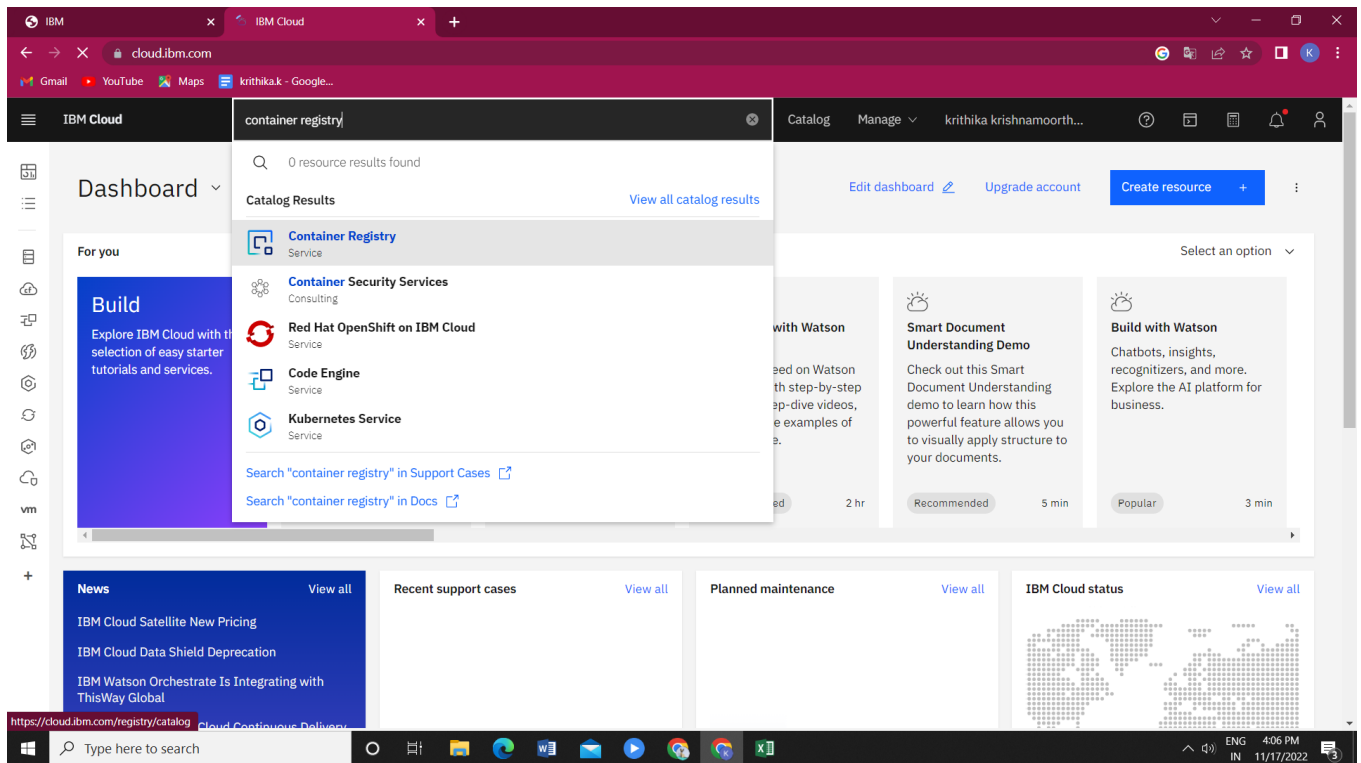 IBM
IBM Cloud
cloud.ibm.com
K
Gmail
YouTube
Maps
krithika.k - Google...
IBM Cloud
container registry
Catalog
Manage
krithika krishnamoorth...
Dashboard
0 resource results found
Catalog Results
View all catalog results
Edit dashboard
Upgrade account
Create resource +
For you
Select an option
Container Registry
Service
Container Security Services
Consulting
Red Hat OpenShift on IBM Cloud
Service
Code Engine
Service
Kubernetes Service
Service
Search "container registry" in Support Cases
Search "container registry" in Docs
Build
Explore IBM Cloud with th
selection of easy starter
tutorials and services.
with Watson
eed on Watson
th step-by-step
ep-dive videos,
e examples of
e.
ed
2 hr
Smart Document
Understanding Demo
Check out this Smart
Document Understanding
demo to learn how this
powerful feature allows you
to visually apply structure to
your documents.
Recommended
5 min
Build with Watson
Chatbots, insights,
recognitizers, and more.
Explore the AI platform for
business.
Popular
3 min
vm
News
View all
IBM Cloud Satellite New Pricing
IBM Cloud Data Shield Deprecation
IBM Watson Orchestrate Is Integrating with
ThisWay Global
Cloud Continuous Delivery
Recent support cases
View all
Planned maintenance
View all
IBM Cloud status
View all
https://cloud.ibm.com/registry/catalog
Type here to search
ENG
IN
4:06 PM
11/17/2022
3